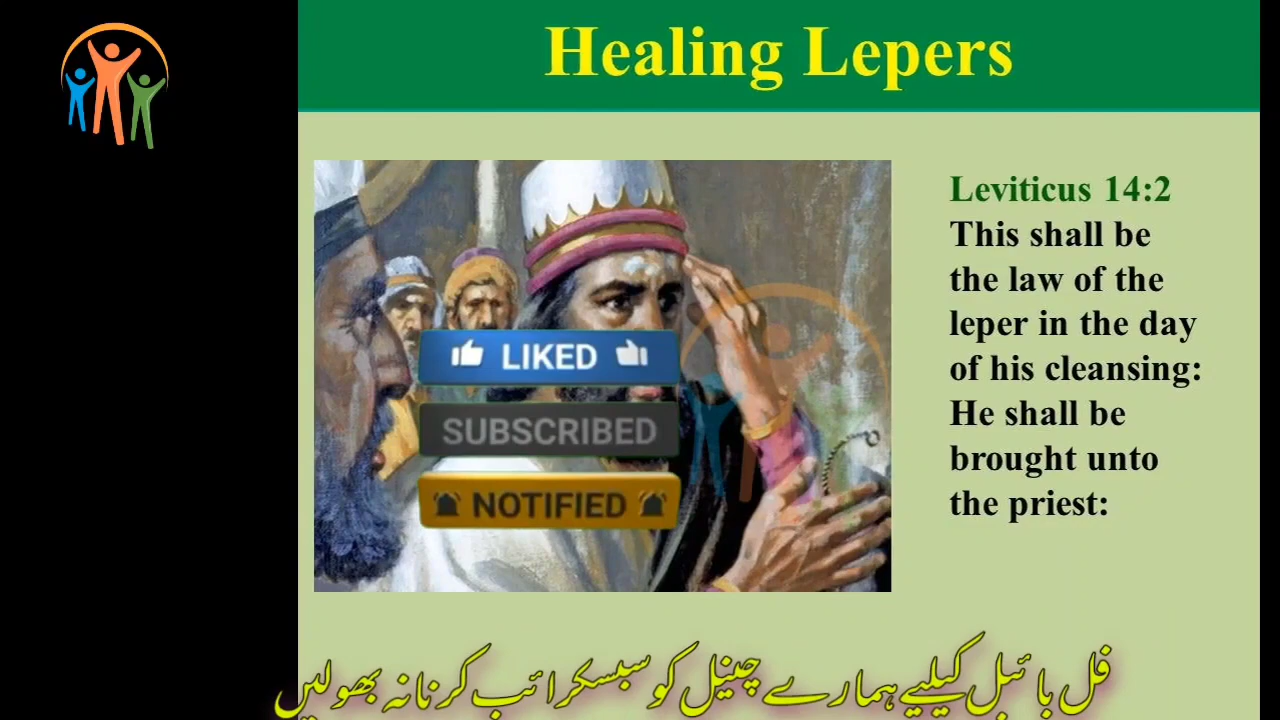 Healing Lepers
Leviticus 14:2
This shall be
the law of the
leper in the day
of his cleansing:
He shall be
brought unto
the priest:
LIKED
SUBSCRIBED
NOTIFIED
فل بائبل کیلیے ہمارے چینل کو سبسکرائب کرنا نہ بھولیں